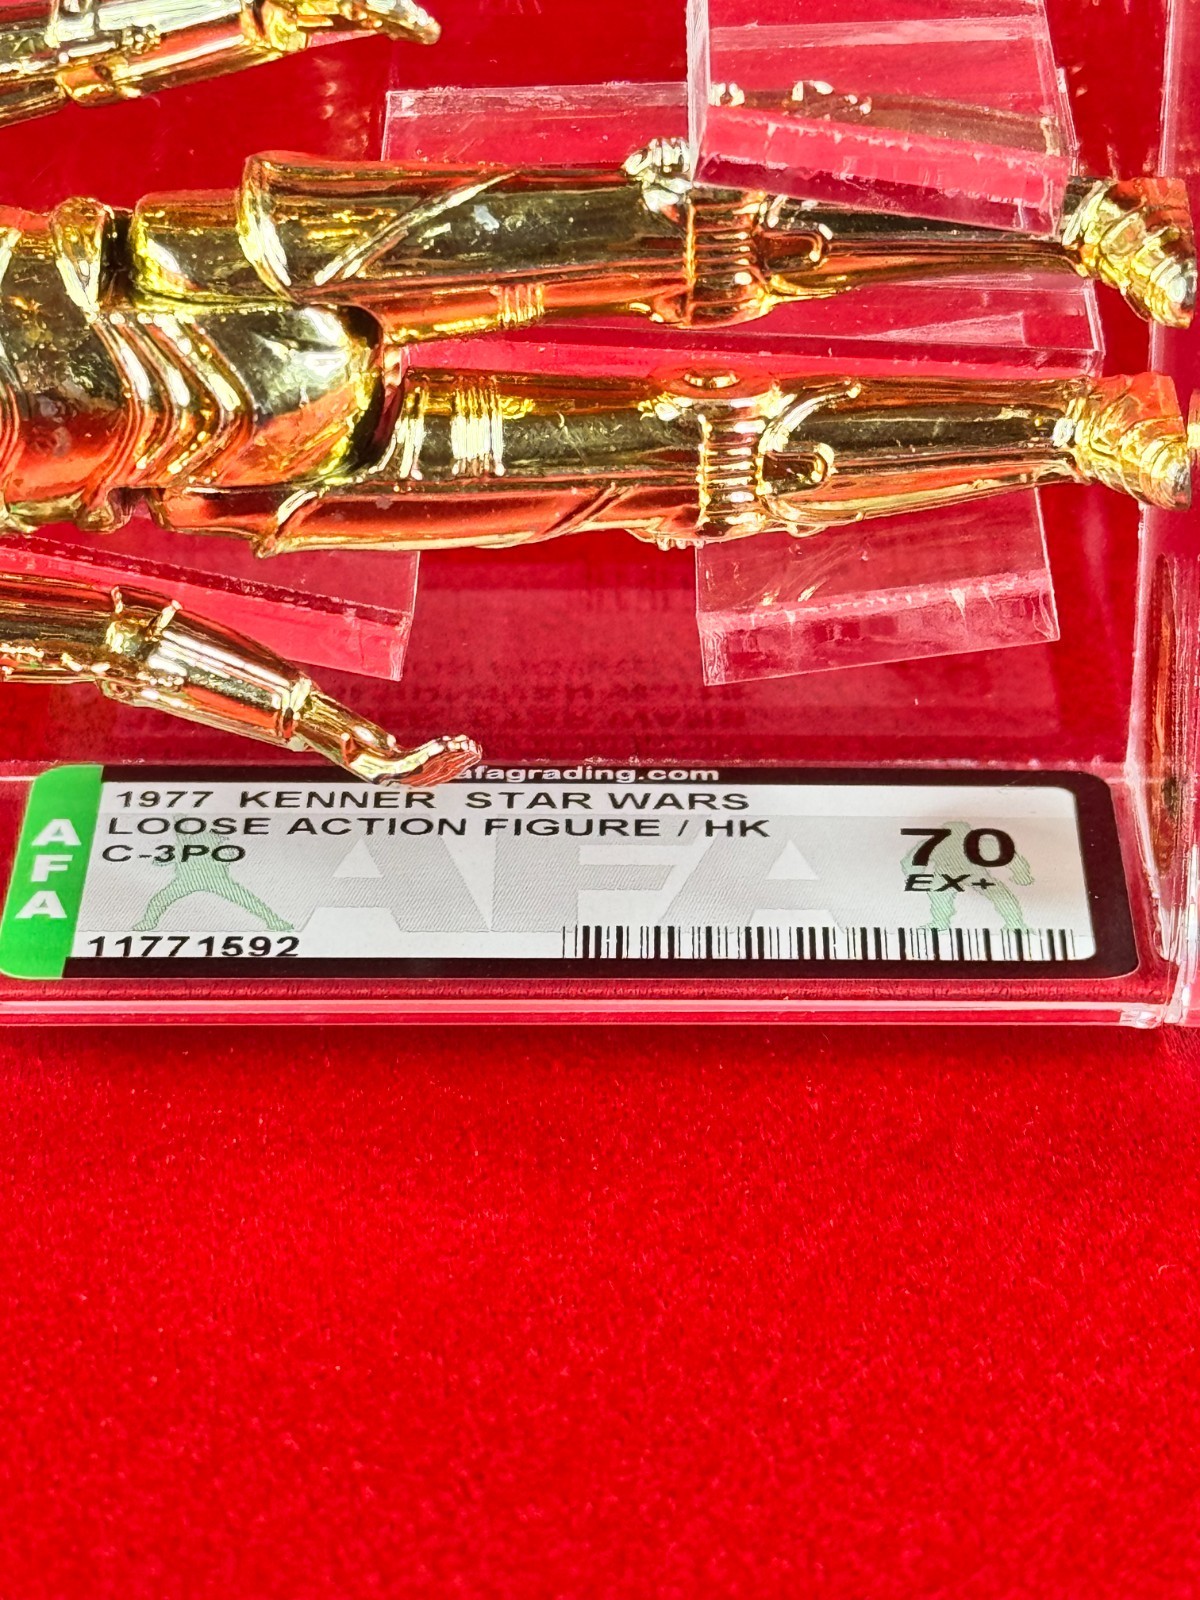 afagrading.com
AFA
1977 KENNER STAR WARS
LOOSE ACTION FIGURE / HK
C-3PO
70
EX+
AFA
11771592